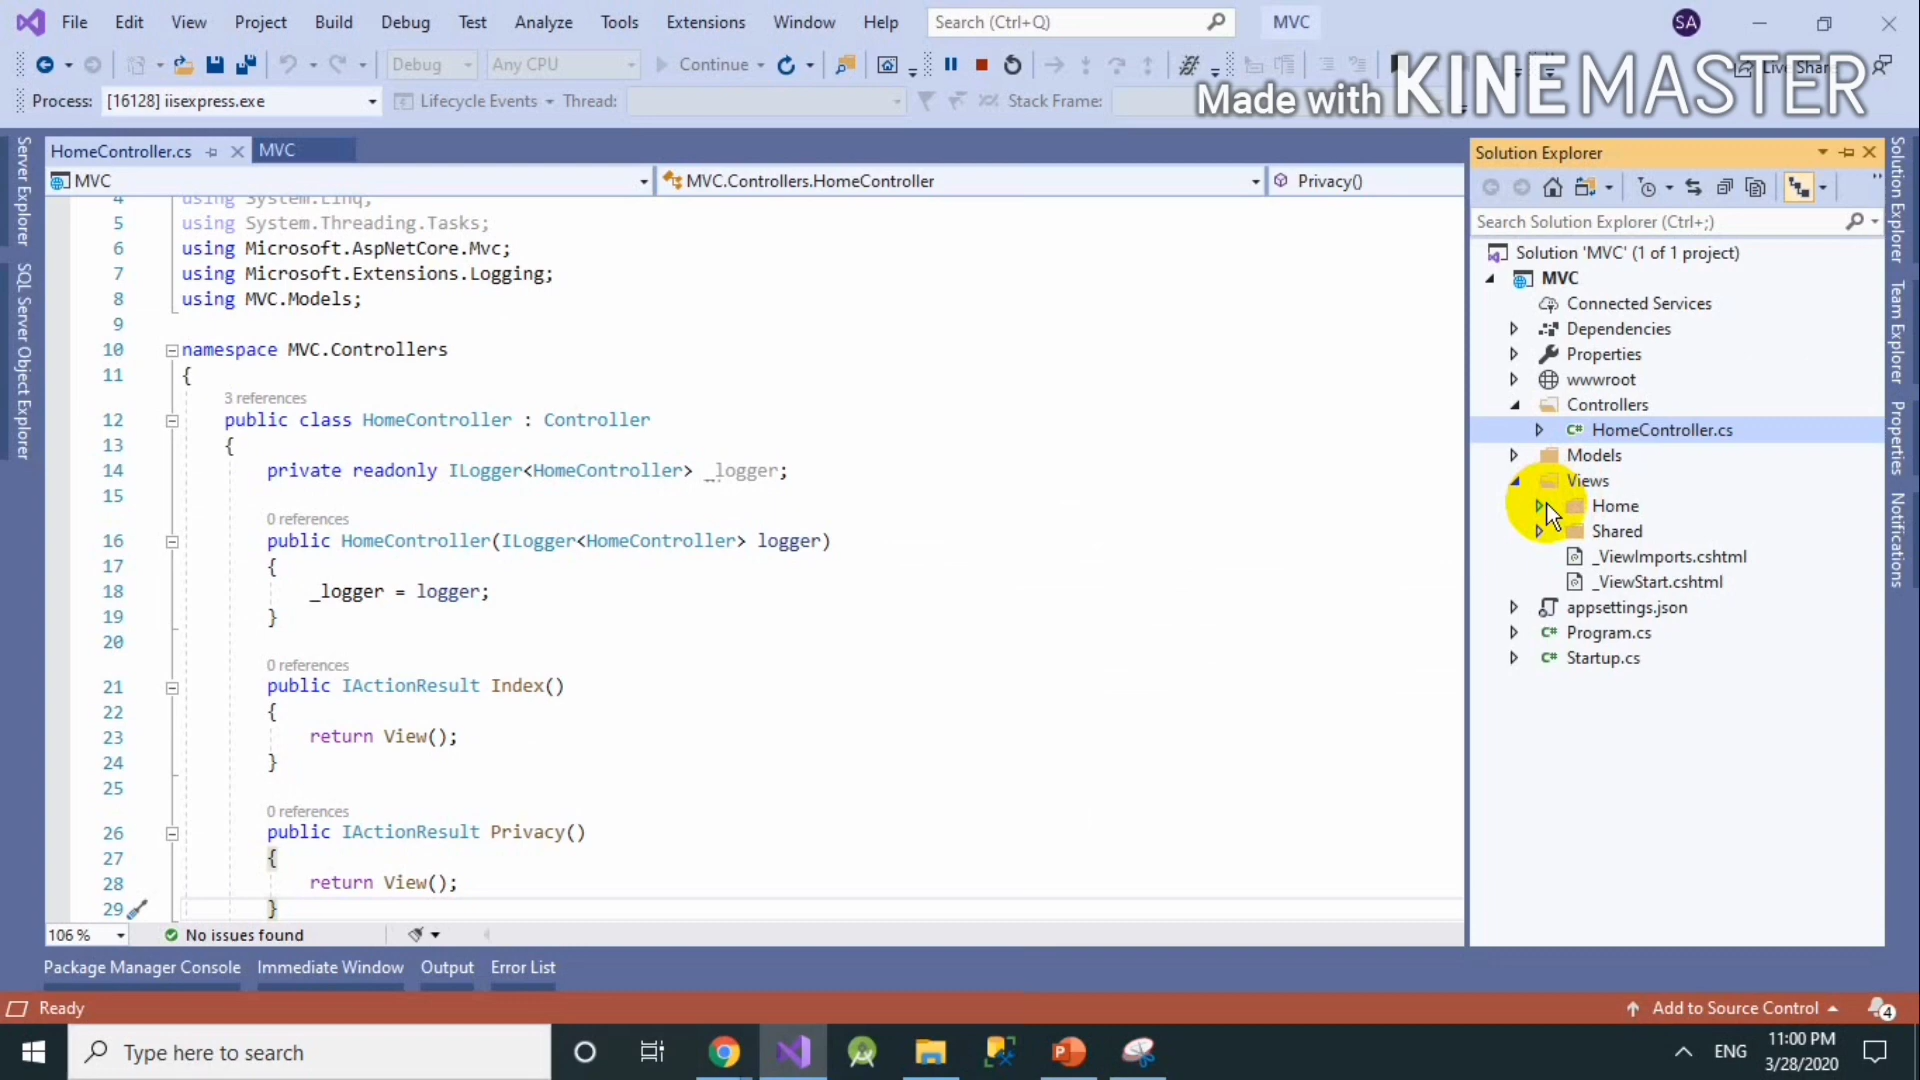 File Edit View Project Build Debug Test Analyze Tools Extensions Window Help Search (Ctrl+Q) MVC SA
Debug Any CPU Continue Live Share
Made with KINEMASTER
Process: [16128] iisexpress.exe Lifecycle Events Thread: Stack Frame:
Server Explorer
SQL Server Object Explorer
HomeController.cs MVC
MVC MVC.Controllers.HomeController Privacy()
4 using System.Linq;
5 using System.Threading.Tasks;
6 using Microsoft.AspNetCore.Mvc;
7 using Microsoft.Extensions.Logging;
8 using MVC.Models;
9
10 namespace MVC.Controllers
11 {
3 references
12 public class HomeController : Controller
13 {
14 private readonly ILogger<HomeController> _logger;
15
0 references
16 public HomeController(ILogger<HomeController> logger)
17 {
18 _logger = logger;
19 }
20
0 references
21 public IActionResult Index()
22 {
23 return View();
24 }
25
0 references
26 public IActionResult Privacy()
27 {
28 return View();
29 }
106 % No issues found
Solution Explorer
Search Solution Explorer (Ctrl+;)
Solution 'MVC' (1 of 1 project)
MVC
Connected Services
Dependencies
Properties
wwwroot
Controllers
C# HomeController.cs
Models
Views
Home
Shared
_ViewImports.cshtml
_ViewStart.cshtml
appsettings.json
C# Program.cs
C# Startup.cs
Solution Explorer
Team Explorer
Properties
Notifications
Package Manager Console Immediate Window Output Error List
Ready Add to Source Control 4
Type here to search ENG 11:00 PM
3/28/2020